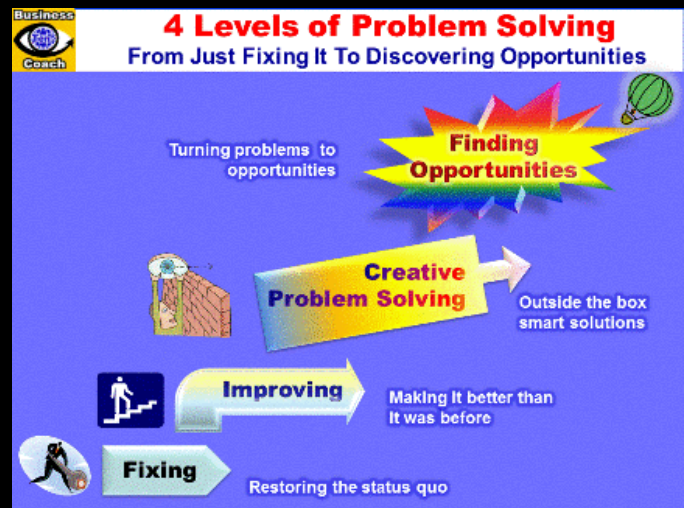 Business
Coach
4 Levels of Problem Solving
From Just Fixing It To Discovering Opportunities
Turning problems to
opportunities
Finding
Opportunities
Creative
Problem Solving
Outside the box
smart solutions
Improving
Making It better than
It was before
Fixing
Restoring the status quo